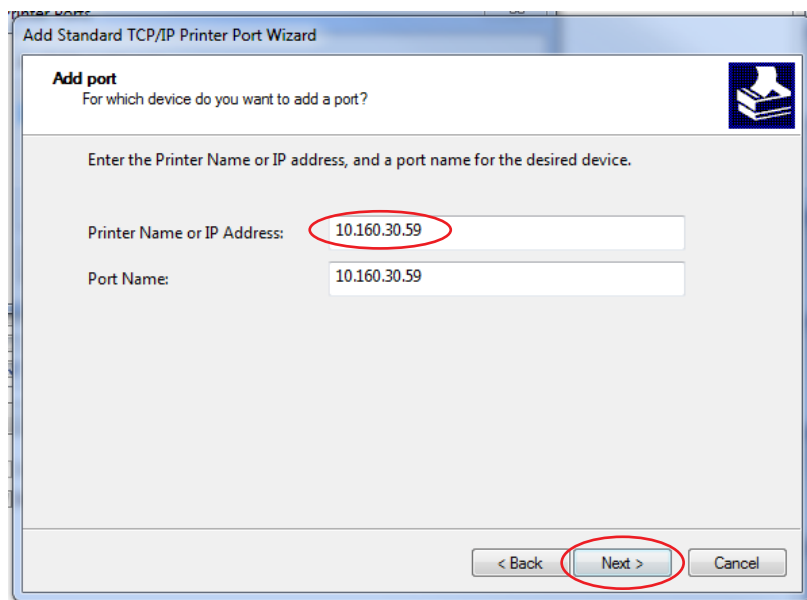 Printer Ports
Add Standard TCP/IP Printer Port Wizard
Add port
For which device do you want to add a port?
Enter the Printer Name or IP address, and a port name for the desired device.
Printer Name or IP Address:
10.160.30.59
Port Name:
10.160.30.59
< Back
Next >
Cancel